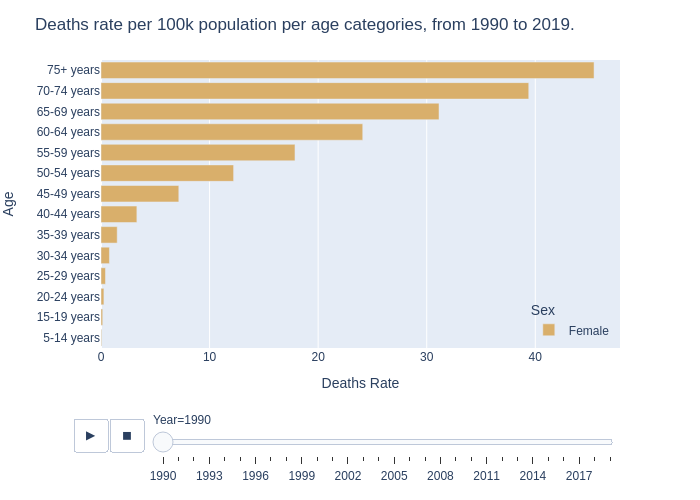 Deaths rate per 100k population per age categories, from 1990 to 2019.
Age
75+ years
70-74 years
65-69 years
60-64 years
55-59 years
50-54 years
45-49 years
40-44 years
35-39 years
30-34 years
25-29 years
20-24 years
15-19 years
5-14 years
Sex
Female
0 10 20 30 40
Deaths Rate
Year=1990
1990 1993 1996 1999 2002 2005 2008 2011 2014 2017